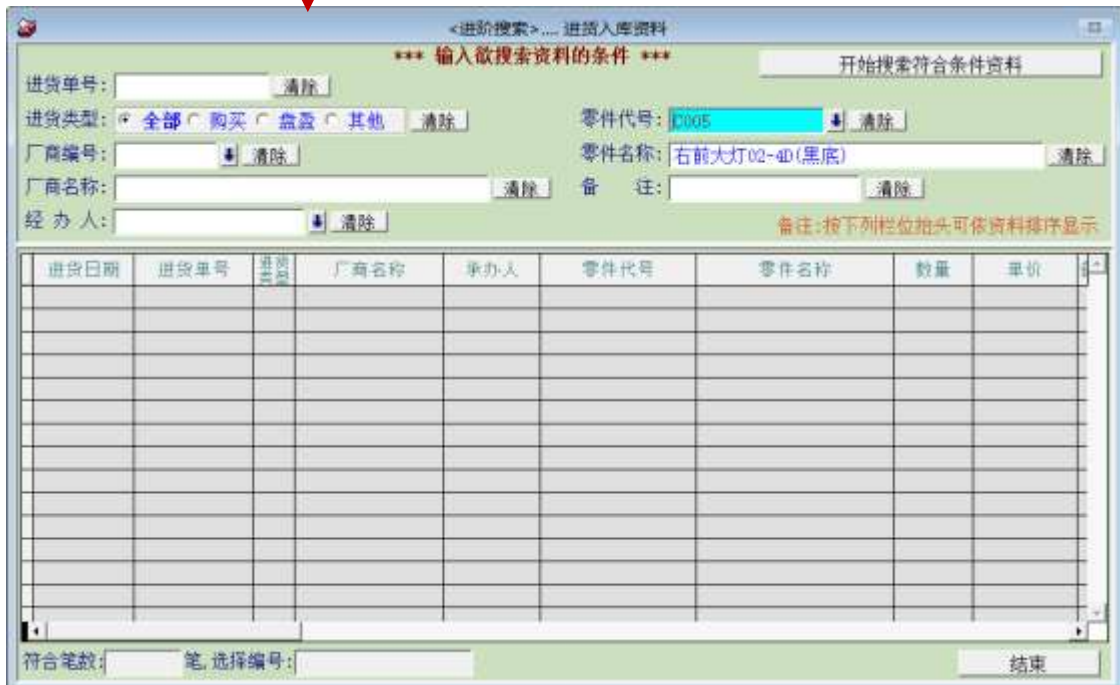 <进阶搜索>.... 进货入库资料
*** 输入欲搜索资料的条件 ***
开始搜索符合条件资料
进货单号: 清除
进货类型: 全部 购买 盘盈 其他 清除
零件代号: C005 清除
厂商编号: 清除
零件名称: 右前大灯02-4D(黑底) 清除
厂商名称: 清除
备 注: 清除
经办人: 清除
备注:按下列栏位抬头可依资料排序显示
进货日期 进货单号 进货类型 厂商名称 承办人 零件代号 零件名称 数量 单价
符合笔数: 笔,选择编号: 结束